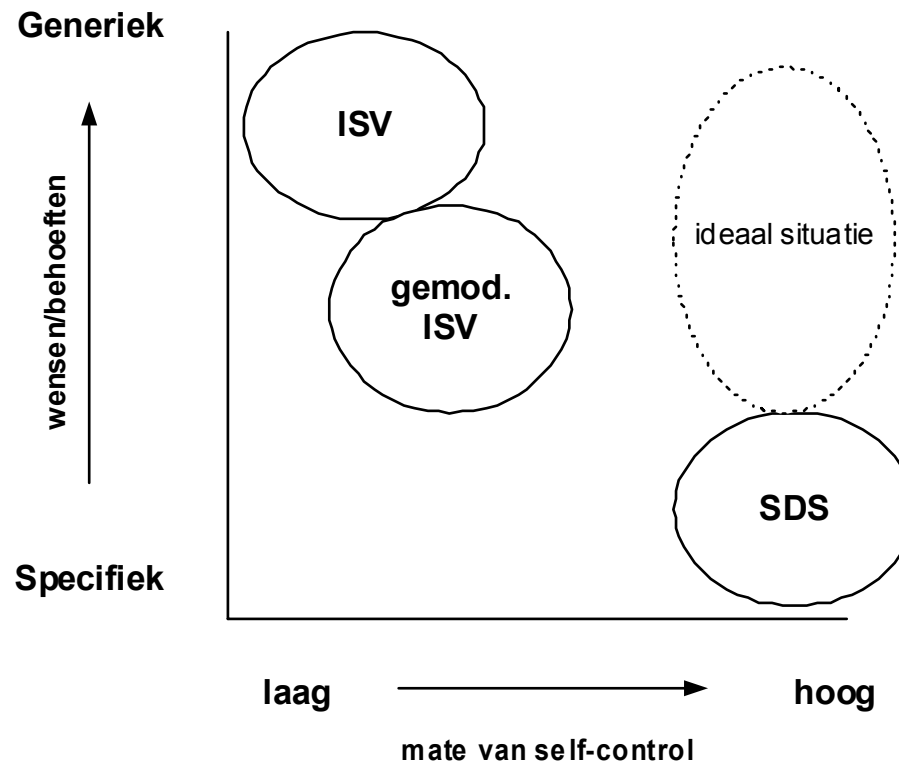 Generiek
ISV
ideaal situatie
gemod.
ISV
wensen/behoeften
SDS
Specifiek
laag
hoog
mate van self-control